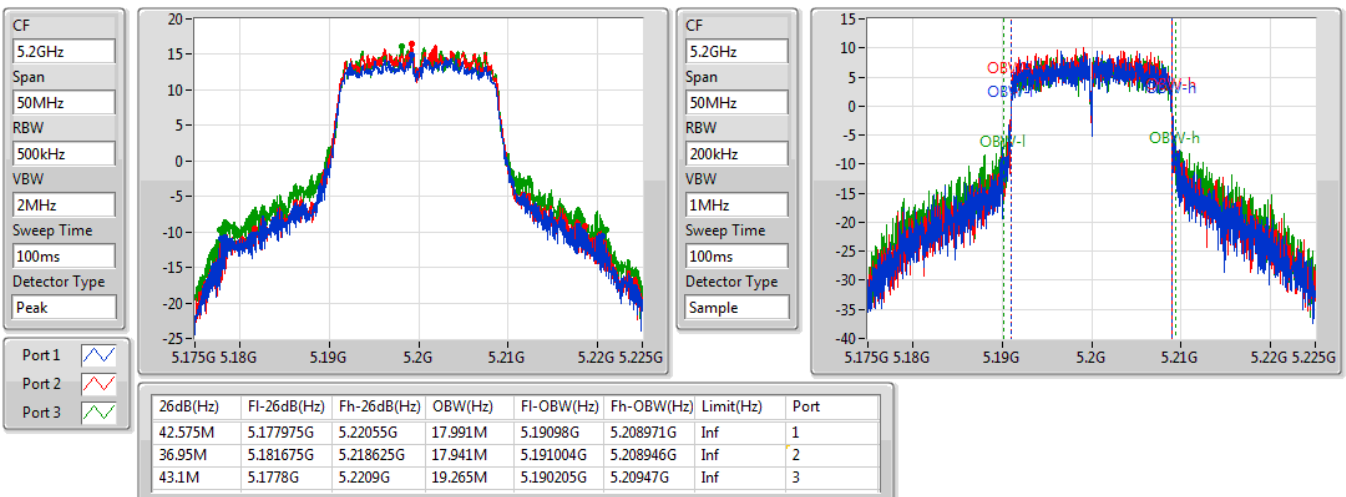 CF
5.2GHz
Span
50MHz
RBW
500kHz
VBW
2MHz
Sweep Time
100ms
Detector Type
Peak
20
15
10
5
0
-5
-10
-15
-20
-25
5.175G 5.18G 5.19G 5.2G 5.21G 5.22G 5.225G
CF
5.2GHz
Span
50MHz
RBW
200kHz
VBW
1MHz
Sweep Time
100ms
Detector Type
Sample
15
10
5
0
-5
-10
-15
-20
-25
-30
-35
-40
OBW-h
OBW-l
OBW-h
5.175G 5.18G 5.19G 5.2G 5.21G 5.22G 5.225G
Port 1
Port 2
Port 3
26dB(Hz) Fl-26dB(Hz) Fh-26dB(Hz) OBW(Hz) Fl-OBW(Hz) Fh-OBW(Hz) Limit(Hz) Port
42.575M 5.177975G 5.22055G 17.991M 5.19098G 5.208971G Inf 1
36.95M 5.181675G 5.218625G 17.941M 5.191004G 5.208946G Inf 2
43.1M 5.1778G 5.2209G 19.265M 5.190205G 5.20947G Inf 3